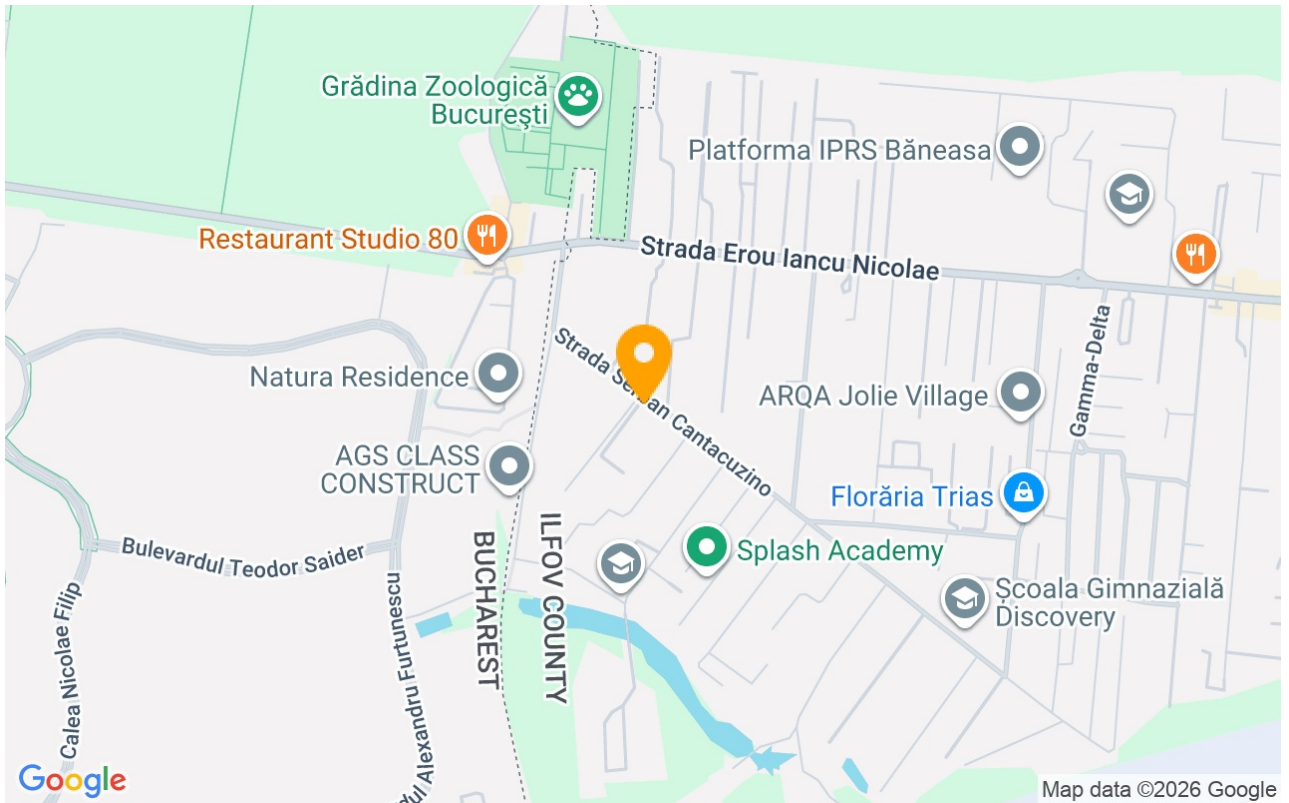 Grădina Zoologică
Bucureşti
Platforma IPRS Băneasa
Restaurant Studio 80
Strada Erou Iancu Nicolae
Gamma-Delta
Natura Residence
Strada Cantacuzino
ARQA Jolie Village
AGS CLASS
CONSTRUCT
Florăria Trias
Bulevardul Teodor Saider
BUCHAREST
ILFOV COUNTY
Splash Academy
Școala Gimnazială
Discovery
Calea Nicolae Filip
Alexandru Furtunescu
Google
Map data ©2026 Google